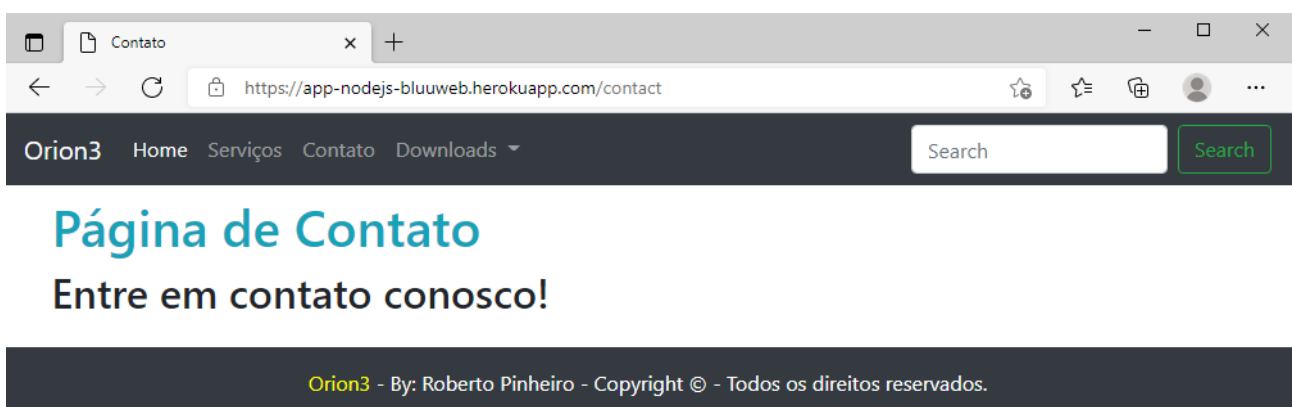 Contato
https://app-nodejs-bluuweb.herokuapp.com/contact
Orion3 Home Serviços Contato Downloads Search Search
Página de Contato
Entre em contato conosco!
Orion3 - By: Roberto Pinheiro - Copyright © - Todos os direitos reservados.